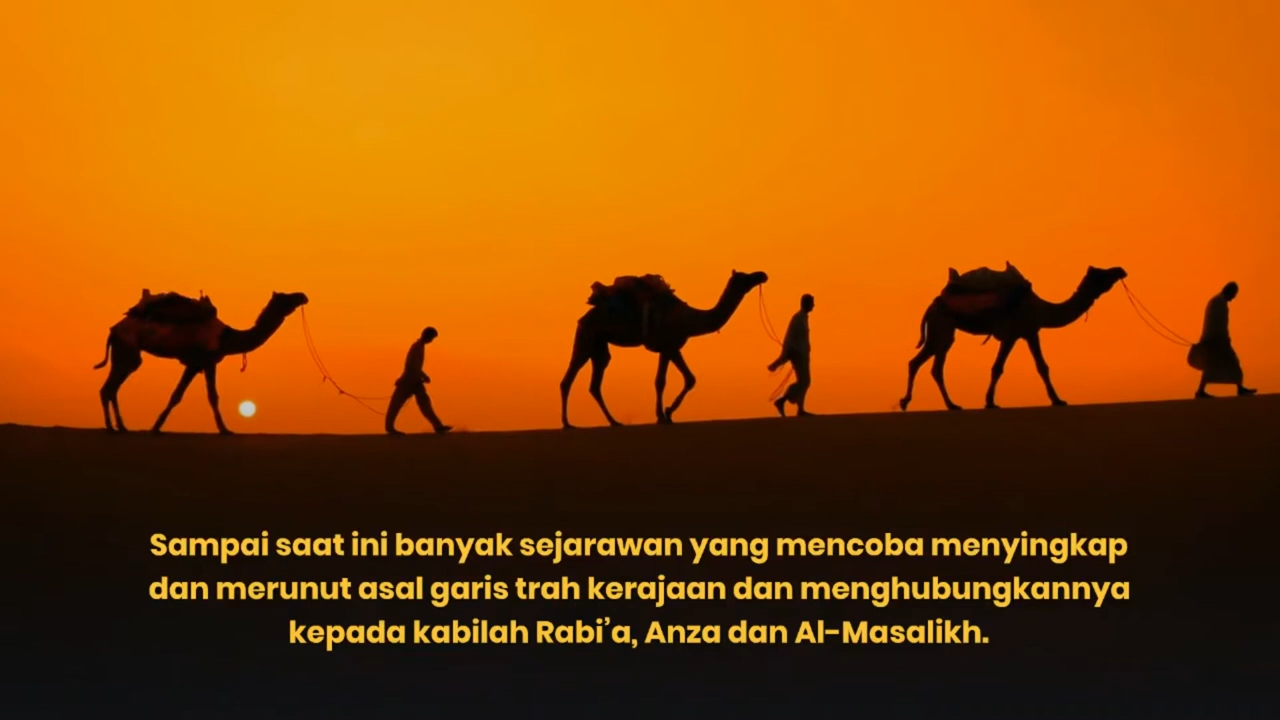 Sampai saat ini banyak sejarawan yang mencoba menyingkap
dan merunut asal garis trah kerajaan dan menghubungkannya
kepada kabilah Rabi’a, Anza dan Al-Masalikh.